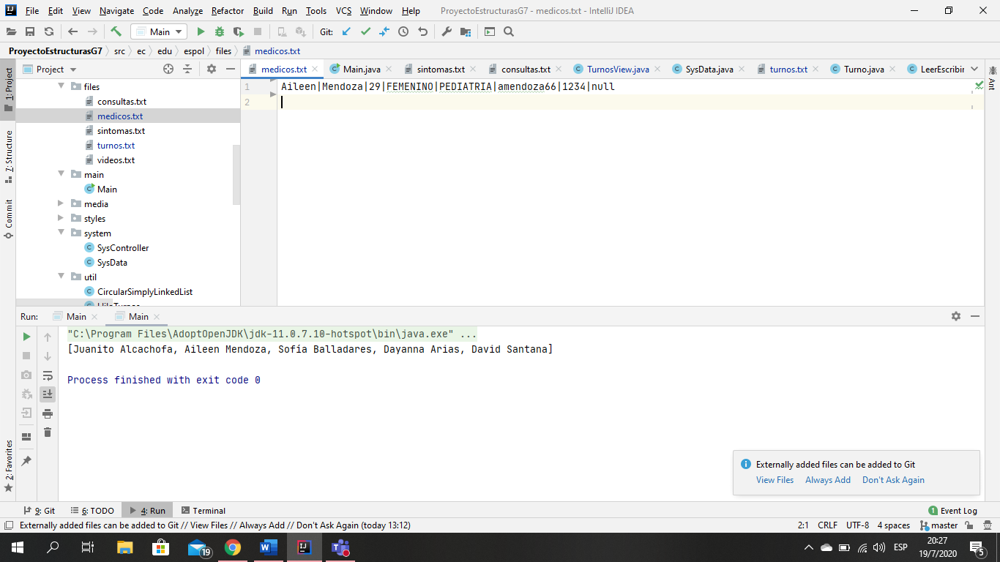 File Edit View Navigate Code Analyze Refactor Build Run Tools VCS Window Help ProyectoEstructurasG7 - medicos.txt - IntelliJ IDEA
Main Git:
ProyectoEstructurasG7 src ec edu espol files medicos.txt
Project
medicos.txt Main.java sintomas.txt consultas.txt TurnosView.java SysData.java turnos.txt Turno.java LeerEscribir
1: Project
7: Structure
Commit
2: Favorites
Ant
files
consultas.txt
medicos.txt
sintomas.txt
turnos.txt
videos.txt
main
Main
media
styles
system
SysController
SysData
util
CircularSimplyLinkedList
HiloTurnos
1 Aileen|Mendoza|29|FEMENINO|PEDIATRIA|amendoza66|1234|null
2
Run: Main Main
"C:\Program Files\AdoptOpenJDK\jdk-11.0.7.10-hotspot\bin\java.exe" ...
[Juanito Alcachofa, Aileen Mendoza, Sofía Balladares, Dayanna Arias, David Santana]
Process finished with exit code 0
Externally added files can be added to Git
View Files Always Add Don't Ask Again
9: Git 6: TODO 4: Run Terminal 1 Event Log
Externally added files can be added to Git // View Files // Always Add // Don't Ask Again (today 13:12) 2:1 CRLF UTF-8 4 spaces master
19 ESP 20:27
19/7/2020 5